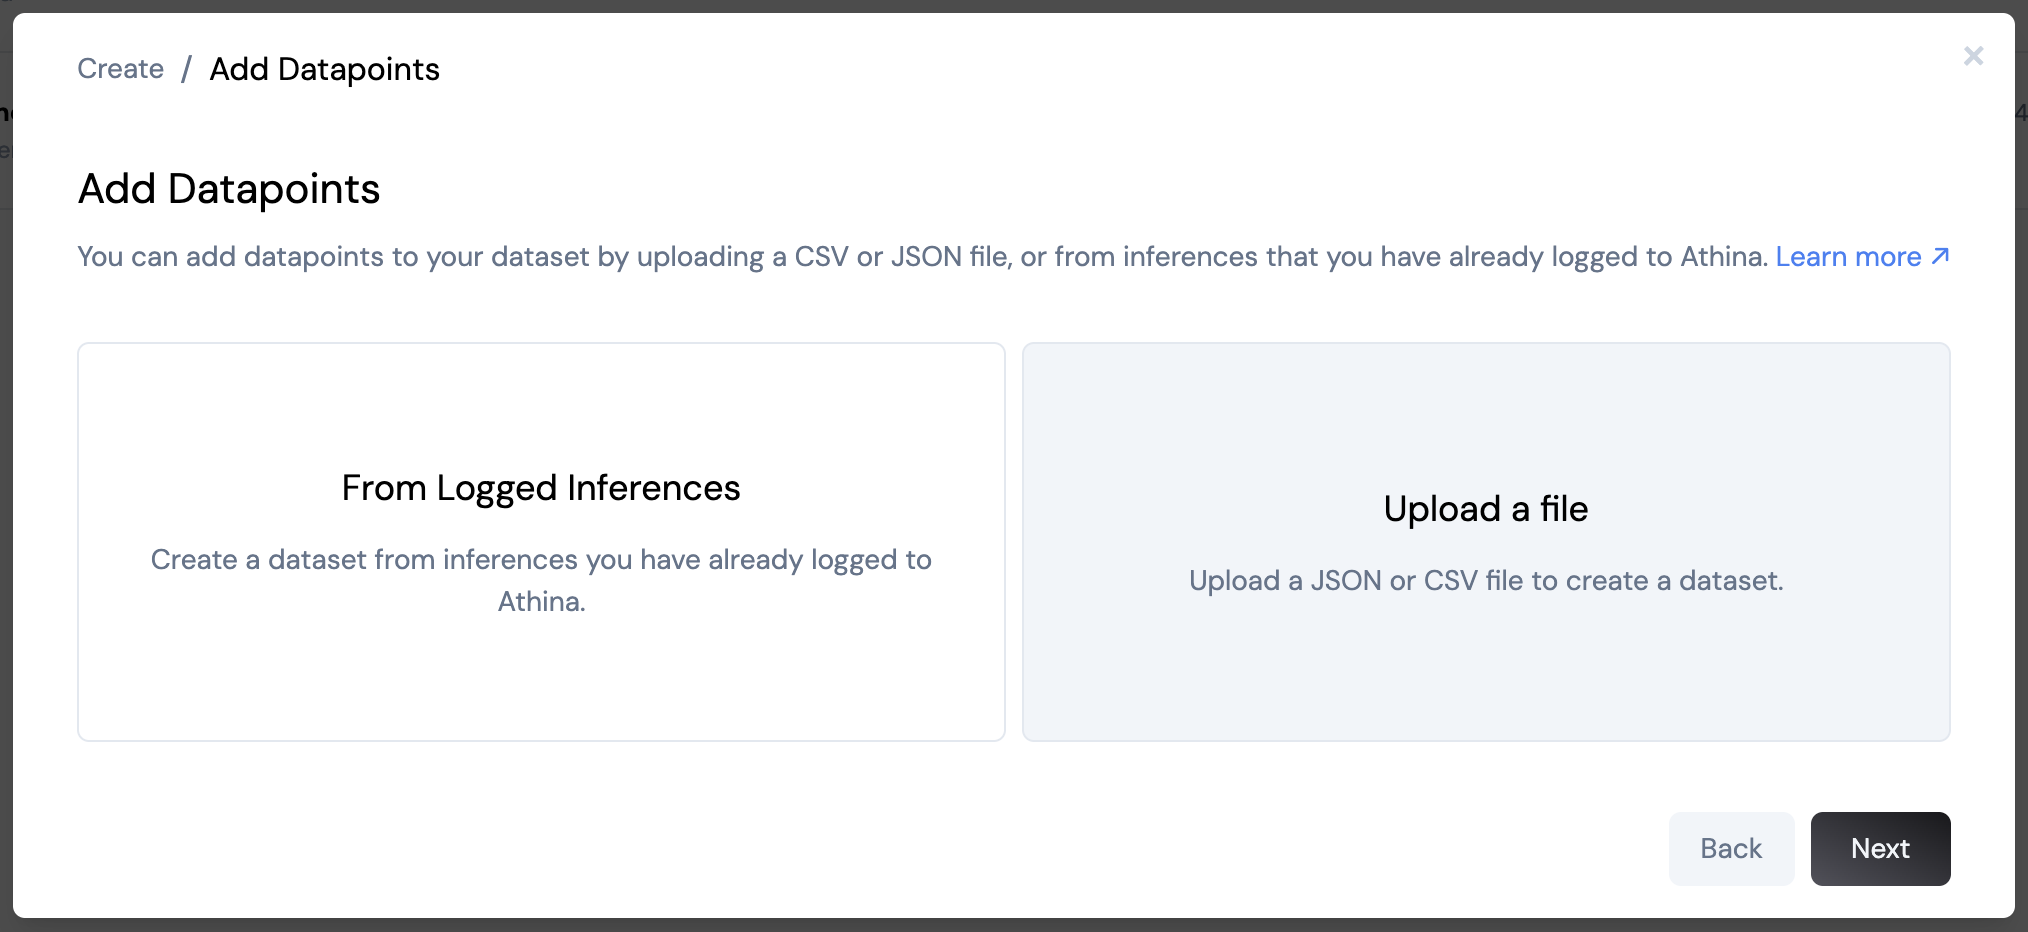 Create / Add Datapoints
Add Datapoints
You can add datapoints to your dataset by uploading a CSV or JSON file, or from inferences that you have already logged to Athina. Learn more ↗
From Logged Inferences
Create a dataset from inferences you have already logged to
Athina.
Upload a file
Upload a JSON or CSV file to create a dataset.
Back
Next